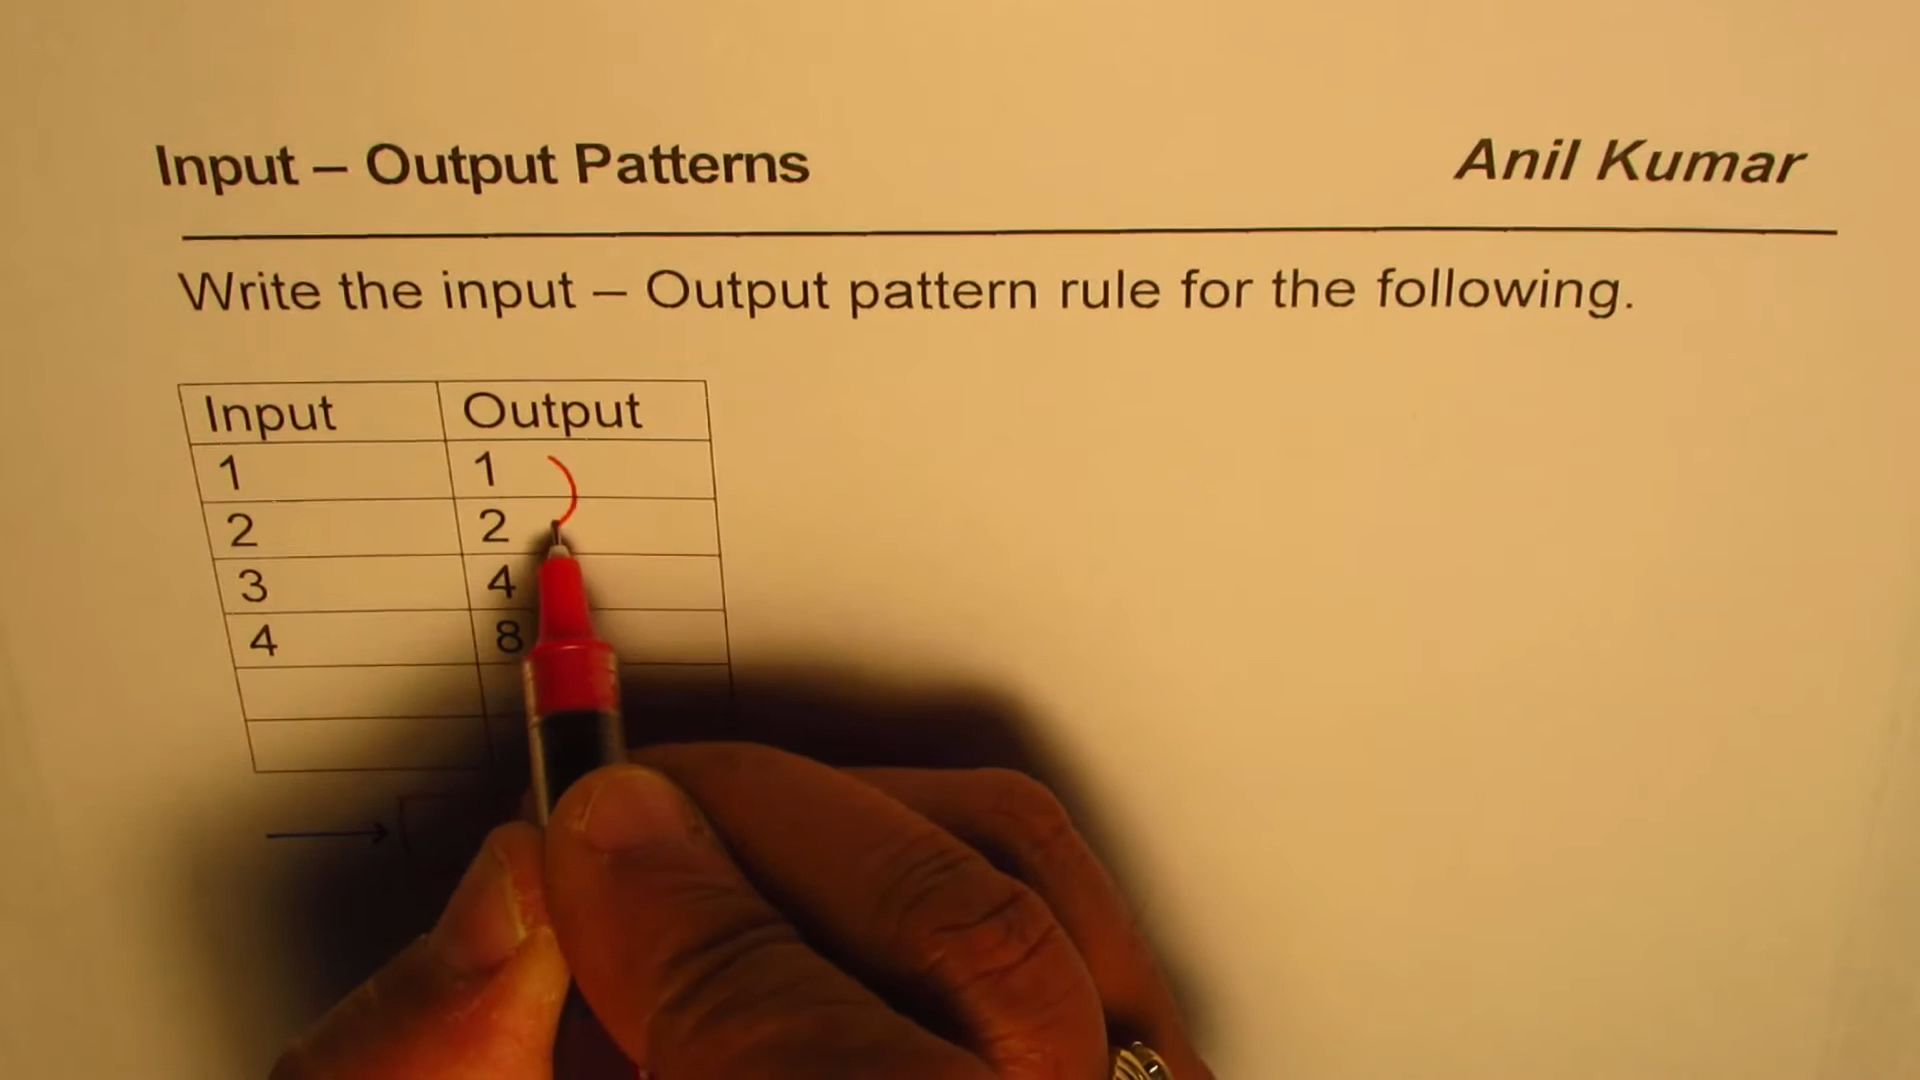 Input – Output Patterns Anil Kumar
Write the input – Output pattern rule for the following.
Input Output
1 1
2 2
3 4
4 8